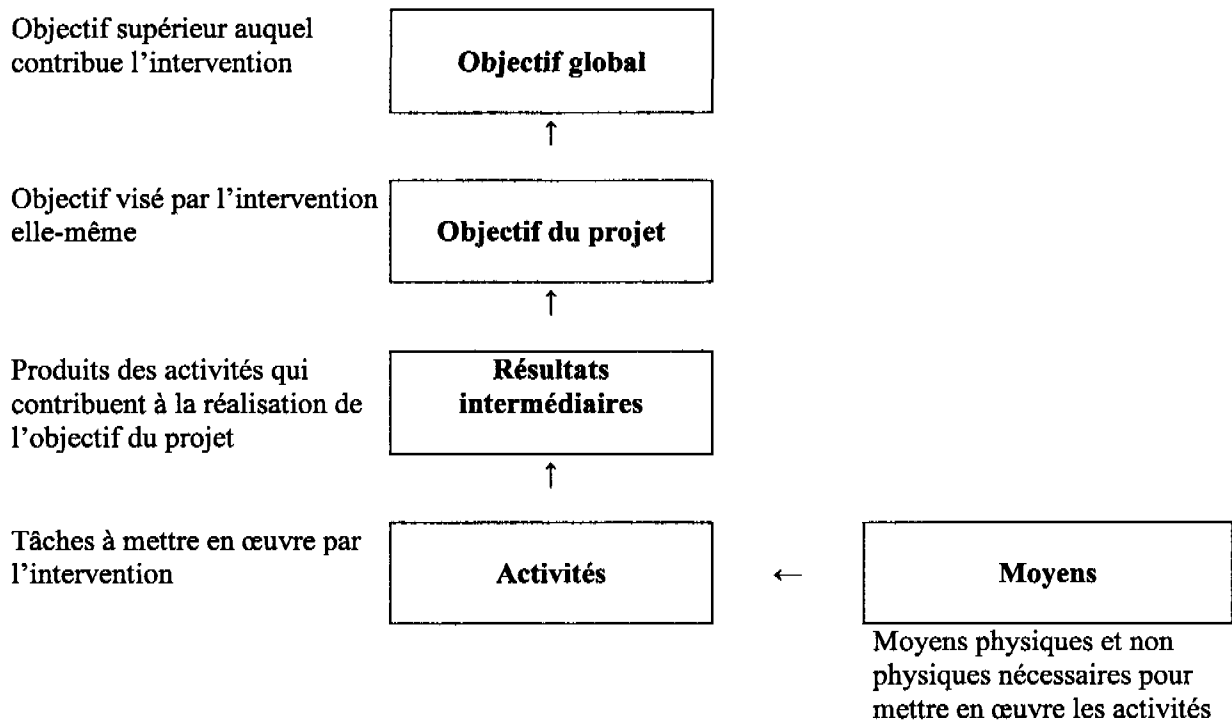 Objectif supérieur auquel
contribue l’intervention
Objectif global
↑
Objectif visé par l’intervention
elle-même
Objectif du projet
↑
Produits des activités qui
contribuent à la réalisation de
l’objectif du projet
Résultats
intermédiaires
↑
Tâches à mettre en œuvre par
l’intervention
Activités
←
Moyens
Moyens physiques et non
physiques nécessaires pour
mettre en œuvre les activités